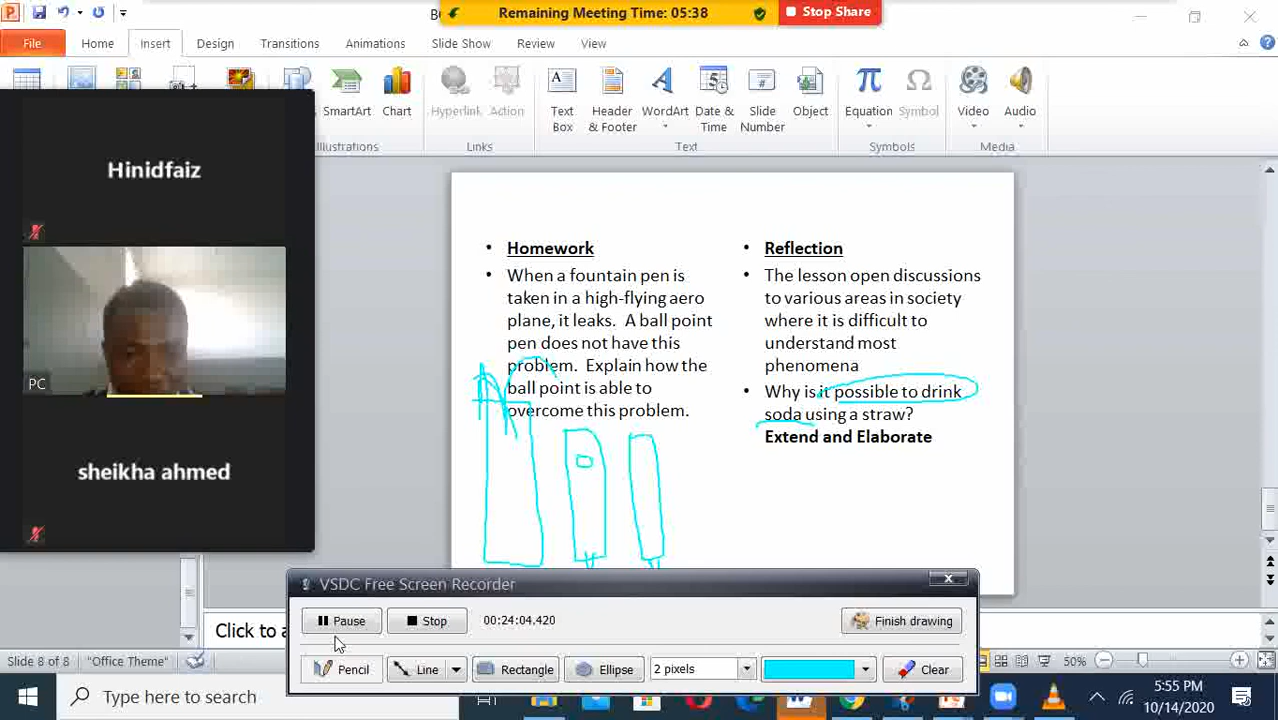 Remaining Meeting Time: 05:38
Stop Share
File
Home
Insert
Design
Transitions
Animations
Slide Show
Review
View
SmartArt
Chart
Hyperlink
Action
Text
Box
Header
& Footer
WordArt
Date &
Time
Slide
Number
Object
Equation
Symbol
Video
Audio
Illustrations
Links
Text
Symbols
Media
Hinidfaiz
PC
sheikha ahmed
• Homework
• When a fountain pen is
taken in a high-flying aero
plane, it leaks. A ball point
pen does not have this
problem. Explain how the
ball point is able to
overcome this problem.
• Reflection
• The lesson open discussions
to various areas in society
where it is difficult to
understand most
phenomena
• Why is it possible to drink
soda using a straw?
Extend and Elaborate
VSDC Free Screen Recorder
Pause
Stop
00:24:04.420
Finish drawing
Pencil
Line
Rectangle
Ellipse
2 pixels
Clear
Click to a
Slide 8 of 8
"Office Theme"
50%
Type here to search
5:55 PM
10/14/2020